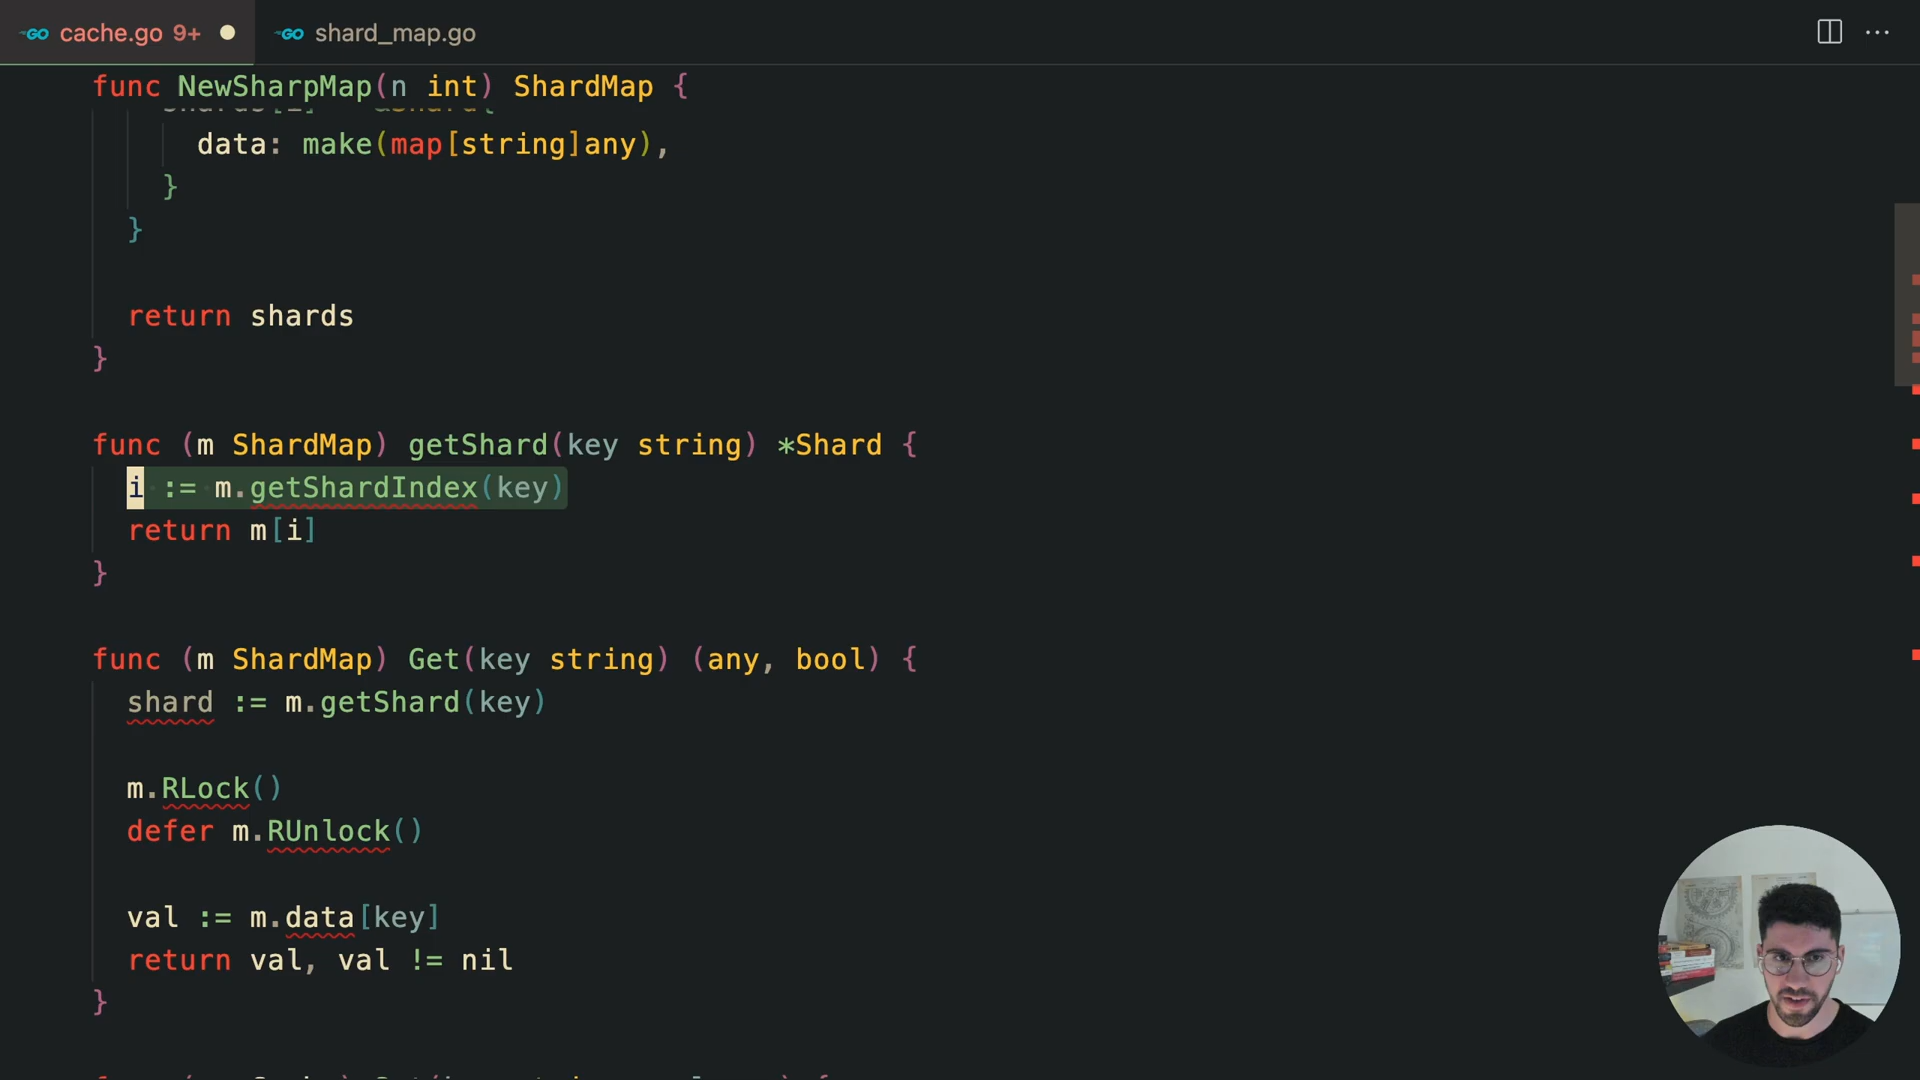 GO cache.go 9+ GO shard_map.go
func NewSharpMap(n int) ShardMap {
data: make(map[string]any),
}
}
return shards
}
func (m ShardMap) getShard(key string) *Shard {
i := m.getShardIndex(key)
return m[i]
}
func (m ShardMap) Get(key string) (any, bool) {
shard := m.getShard(key)
m.RLock()
defer m.RUnlock()
val := m.data[key]
return val, val != nil
}